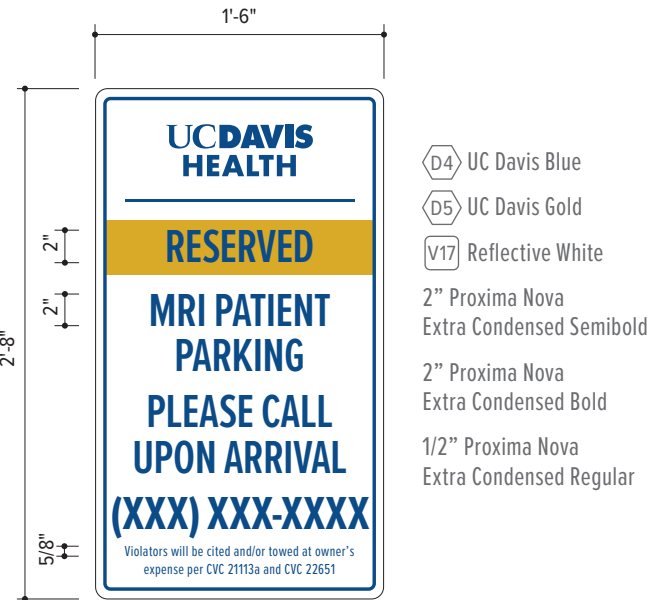 1'-6"
UCDAVIS
HEALTH
2"
RESERVED
2"
MRI PATIENT
PARKING
2'-8"
PLEASE CALL
UPON ARRIVAL
(XXX) XXX-XXXX
5/8"
Violators will be cited and/or towed at owner's
expense per CVC 21113a and CVC 22651
D4 UC Davis Blue
D5 UC Davis Gold
V17 Reflective White
2” Proxima Nova
Extra Condensed Semibold
2” Proxima Nova
Extra Condensed Bold
1/2” Proxima Nova
Extra Condensed Regular